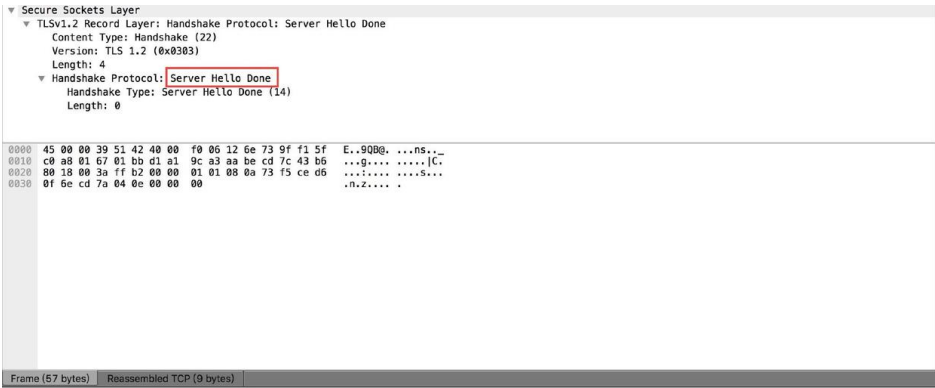 Secure Sockets Layer
TLSv1.2 Record Layer: Handshake Protocol: Server Hello Done
Content Type: Handshake (22)
Version: TLS 1.2 (0x0303)
Length: 4
Handshake Protocol: Server Hello Done
Handshake Type: Server Hello Done (14)
Length: 0
0000 45 00 00 39 51 42 40 00 f0 06 12 6e 73 9f f1 5f E..9QB@. ...ns.._
0010 c0 a8 01 67 01 bb d1 a1 9c a3 aa be cd 7c 43 b6 ...g.... .....|C.
0020 80 18 00 3a ff b2 00 00 01 01 08 0a 73 f5 ce d6 ...:.... ....s...
0030 0f 6e cd 7a 04 0e 00 00 00 .n.z.... .
Frame (57 bytes) Reassembled TCP (9 bytes)